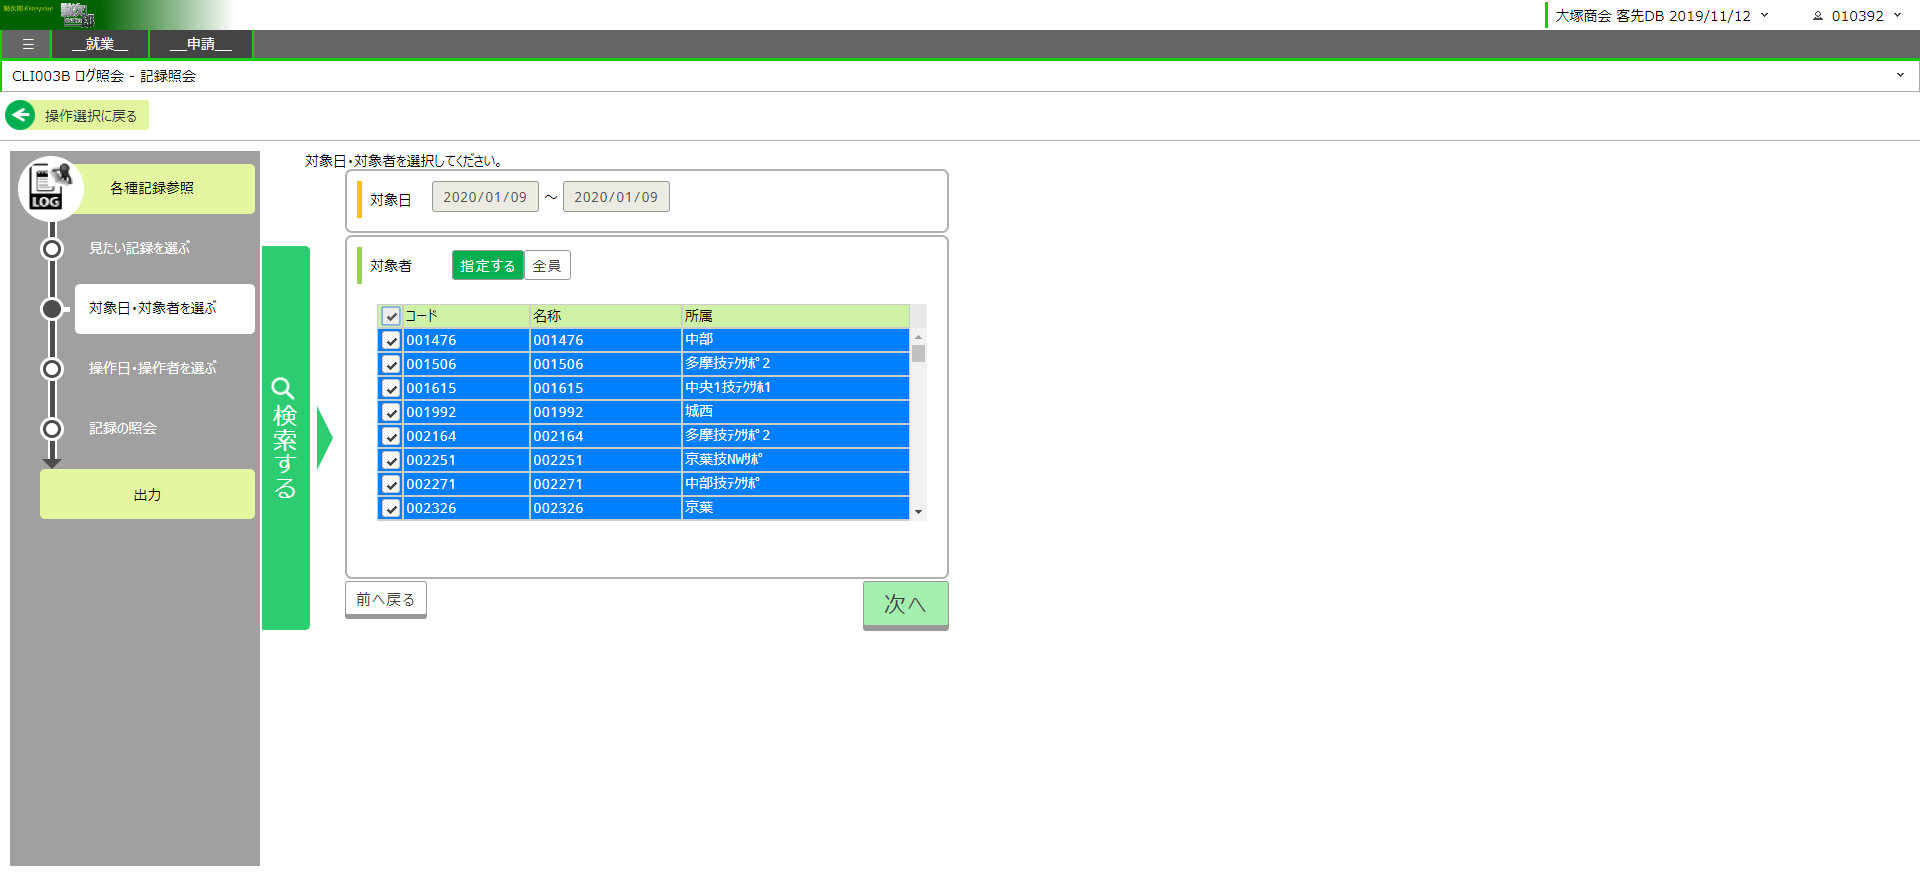 勤次郎 Enterprise
大塚商会 客先DB 2019/11/12
010392
__就業__ __申請__
CLI003B ログ照会 - 記録照会
操作選択に戻る
LOG
各種記録参照
見たい記録を選ぶ
対象日・対象者を選ぶ
操作日・操作者を選ぶ
記録の照会
出力
検索する
対象日・対象者を選択してください。
対象日 2020/01/09 ～ 2020/01/09
対象者 指定する 全員
コード 名称 所属
001476 001476 中部
001506 001506 多摩技ﾃｸｻﾎﾟ2
001615 001615 中央1技ﾃｸｻﾎ1
001992 001992 城西
002164 002164 多摩技ﾃｸｻﾎﾟ2
002251 002251 京葉技NWｻﾎﾟ
002271 002271 中部技ﾃｸｻﾎﾟ
002326 002326 京葉
前へ戻る 次へ